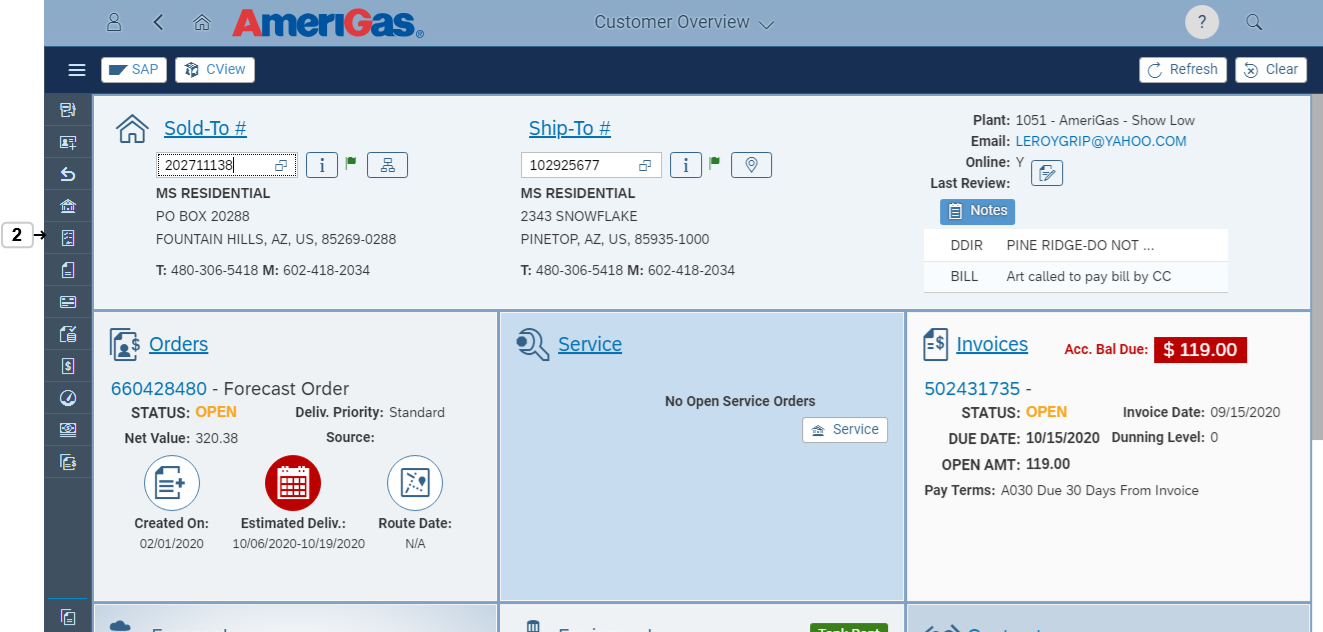 AmeriGas®
Customer Overview
?
SAP
CView
Refresh
Clear
2
Sold-To #
202711138
i
MS RESIDENTIAL
PO BOX 20288
FOUNTAIN HILLS, AZ, US, 85269-0288
T: 480-306-5418 M: 602-418-2034
Ship-To #
102925677
i
MS RESIDENTIAL
2343 SNOWFLAKE
PINETOP, AZ, US, 85935-1000
T: 480-306-5418 M: 602-418-2034
Plant: 1051 - AmeriGas - Show Low
Email: LEROYGRIP@YAHOO.COM
Online: Y
Last Review:
Notes
DDIR PINE RIDGE-DO NOT ...
BILL Art called to pay bill by CC
Orders
660428480 - Forecast Order
STATUS: OPEN Deliv. Priority: Standard
Net Value: 320.38 Source:
Created On: Estimated Deliv.: Route Date:
02/01/2020 10/06/2020-10/19/2020 N/A
Service
No Open Service Orders
Service
Invoices Acc. Bal Due: $ 119.00
502431735 -
STATUS: OPEN Invoice Date: 09/15/2020
DUE DATE: 10/15/2020 Dunning Level: 0
OPEN AMT: 119.00
Pay Terms: A030 Due 30 Days From Invoice
Tank Rent